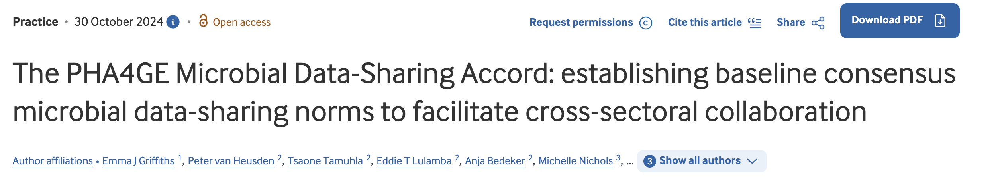 Practice • 30 October 2024 i • Open access Request permissions © Cite this article Share Download PDF
The PHA4GE Microbial Data-Sharing Accord: establishing baseline consensus
microbial data-sharing norms to facilitate cross-sectoral collaboration
Author affiliations • Emma J Griffiths 1, Peter van Heusden 2, Tsaone Tamuhla 2, Eddie T Lulamba 2, Anja Bedeker 2, Michelle Nichols 3, ... 3 Show all authors